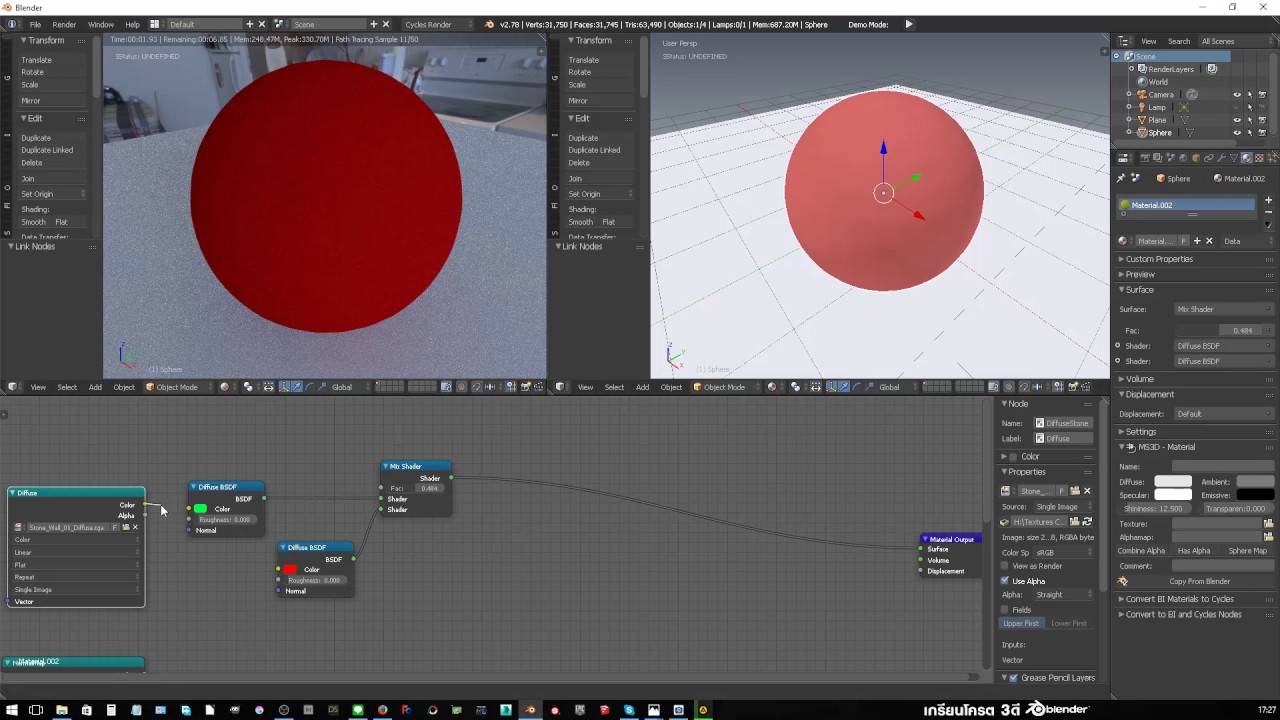 Blender
File Render Window Help Default Scene Cycles Render v2.78 | Verts:31,750 | Faces:31,745 | Tris:63,490 | Objects:1/4 | Lamps:0/1 | Mem:687.20M | Sphere Demo Mode:
Transform
Translate
Rotate
Scale
Mirror
Edit
Duplicate
Duplicate Linked
Delete
Join
Set Origin
Shading:
Smooth Flat
Data Transfer:
Link Nodes
Time:00:01.93 | Remaining:00:06.85 | Mem:248.47M, Peak:330.70M | Path Tracing Sample 11/50
SStatus: UNDEFINED
(1) Sphere
View Select Add Object Object Mode Global
Transform
Translate
Rotate
Scale
Mirror
Edit
Duplicate
Duplicate Linked
Delete
Join
Set Origin
Shading:
Smooth Flat
Data Transfer:
Link Nodes
User Persp
SStatus: UNDEFINED
(1) Sphere
View Select Add Object Object Mode Global
View Search All Scenes
Scene
RenderLayers
World
Camera
Lamp
Plane
Sphere
Sphere Material.002
Material.002
Material... F Data
Custom Properties
Preview
Surface
Surface: Mix Shader
Fac: 0.484
Shader: Diffuse BSDF
Shader: Diffuse BSDF
Volume
Displacement
Displacement: Default
Settings
MS3D - Material
Name:
Diffuse: Ambient:
Specular: Emissive:
Shininess: 12.500 Transparen:0.000
Texture:
Alphamap:
Combine Alpha Has Alpha Sphere Map
Comment:
Copy From Blender
Convert BI Materials to Cycles
Convert to BI and Cycles Nodes
Diffuse
Color
Alpha
Stone_Wall_01_Diffuse.rga F
Color
Linear
Flat
Repeat
Single Image
Vector
Material.002
Diffuse BSDF
BSDF
Color
Roughness: 0.000
Normal
Diffuse BSDF
BSDF
Color
Roughness: 0.000
Normal
Mix Shader
Shader
Fac: 0.484
Shader
Shader
Material Output
Surface
Volume
Displacement
Node
Name: DiffuseStone
Label: Diffuse
Color
Properties
Stone_... F
Source: Single Image
H:\Textures C...
Image: size 2...8, RGBA byte
Color Sp sRGB
View as Render
Use Alpha
Alpha: Straight
Fields
Upper First Lower First
Inputs:
Vector
Grease Pencil Layers
เกรียนโครต 3ดี blender
17:27